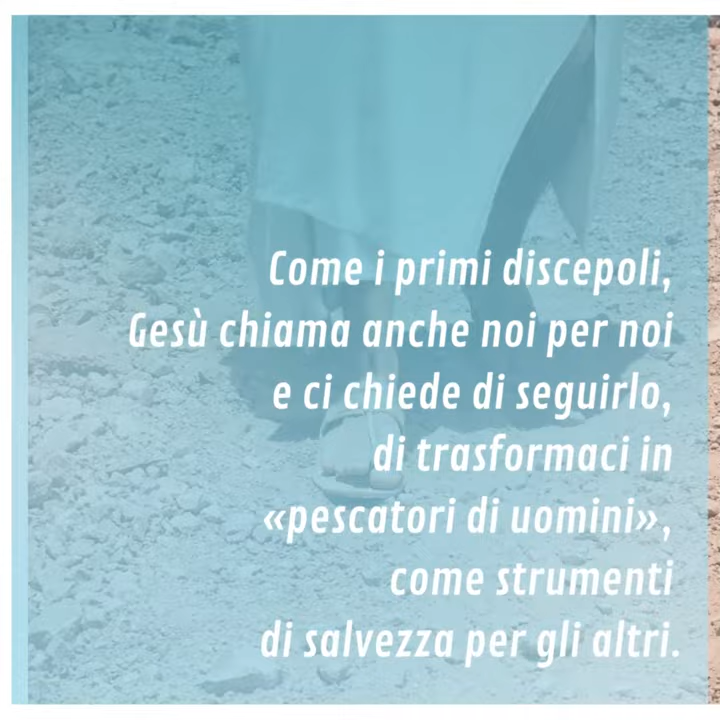 Come i primi discepoli,
Gesù chiama anche noi per noi
e ci chiede di seguirlo,
di trasformaci in
«pescatori di uomini»,
come strumenti
di salvezza per gli altri.